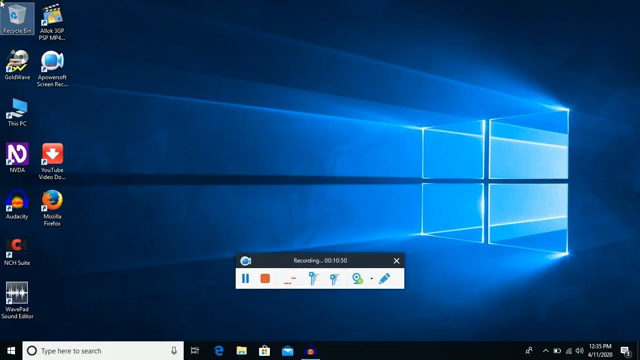 Recycle Bin
Allok 3GP
PSP MP4...
GoldWave
Apowersoft
Screen Rec...
This PC
NVDA
YouTube
Video Do...
Audacity
Mozilla
Firefox
NCH Suite
WavePad
Sound Editor
Recording... 00:10:50
Type here to search
12:35 PM
4/11/2020